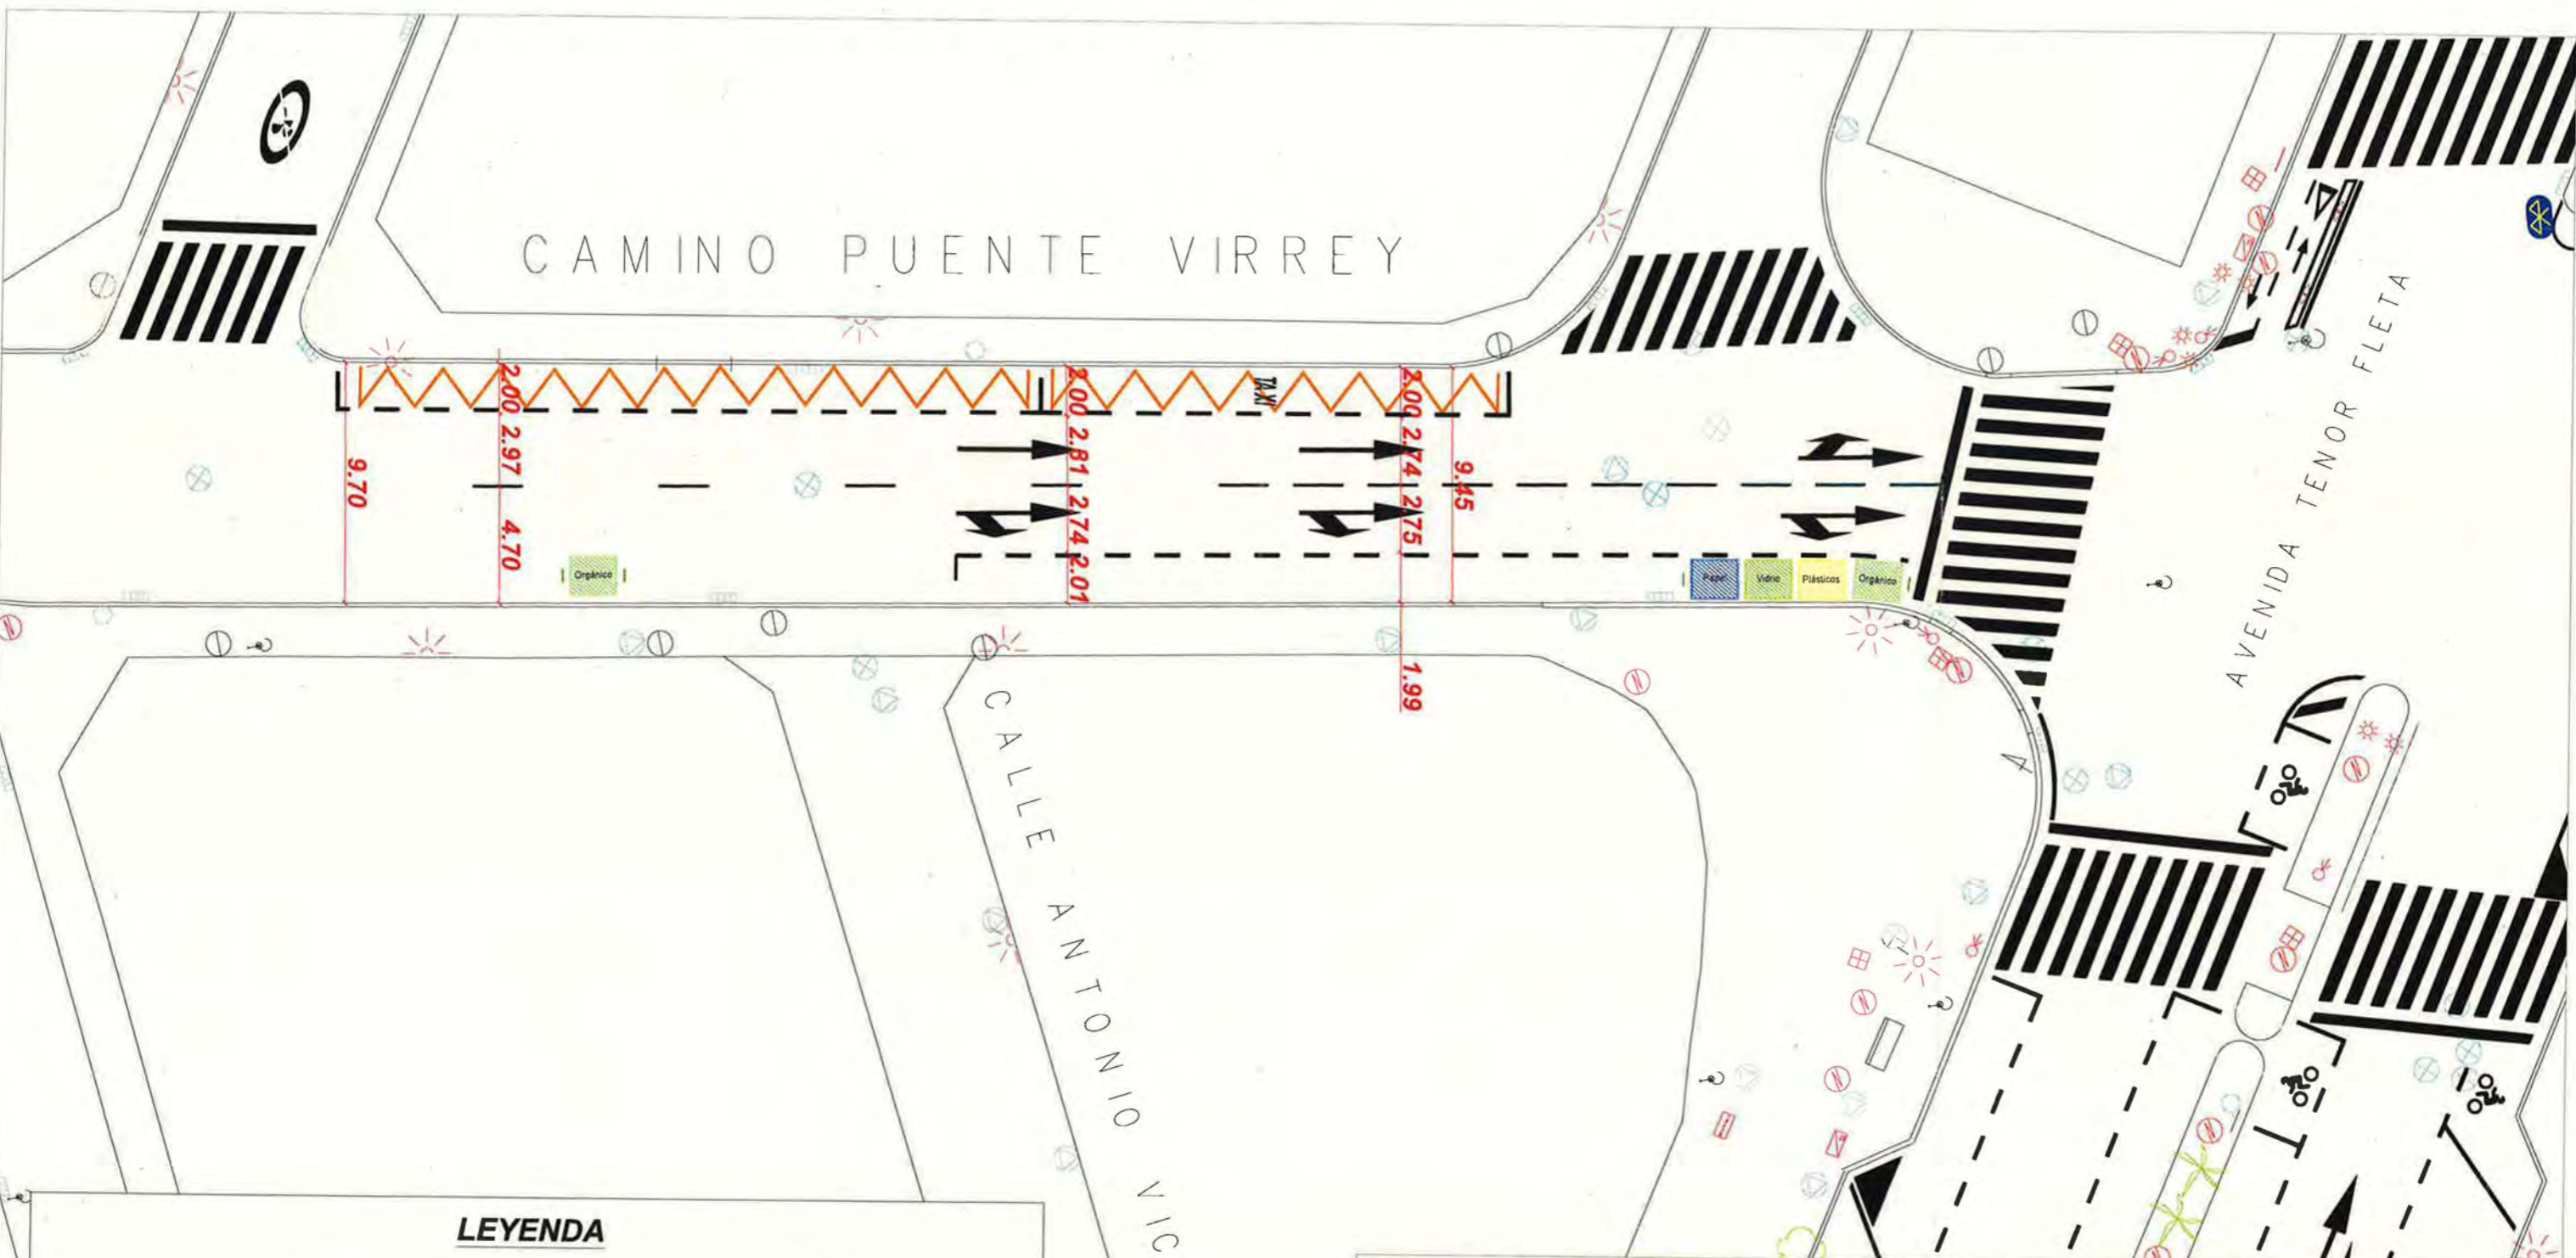 CAMINO PUENTE VIRREY
AVENIDA TENOR FLETA
2.00 2.97 4.70
9.70
2.00 2.81 2.74 2.01
TAXI
2.00 2.74 2.75
9.45
1.99
Orgánico
Papel
Vidrio
Plásticos
Orgánico
CALLE ANTONIO VIC
A
LEYENDA